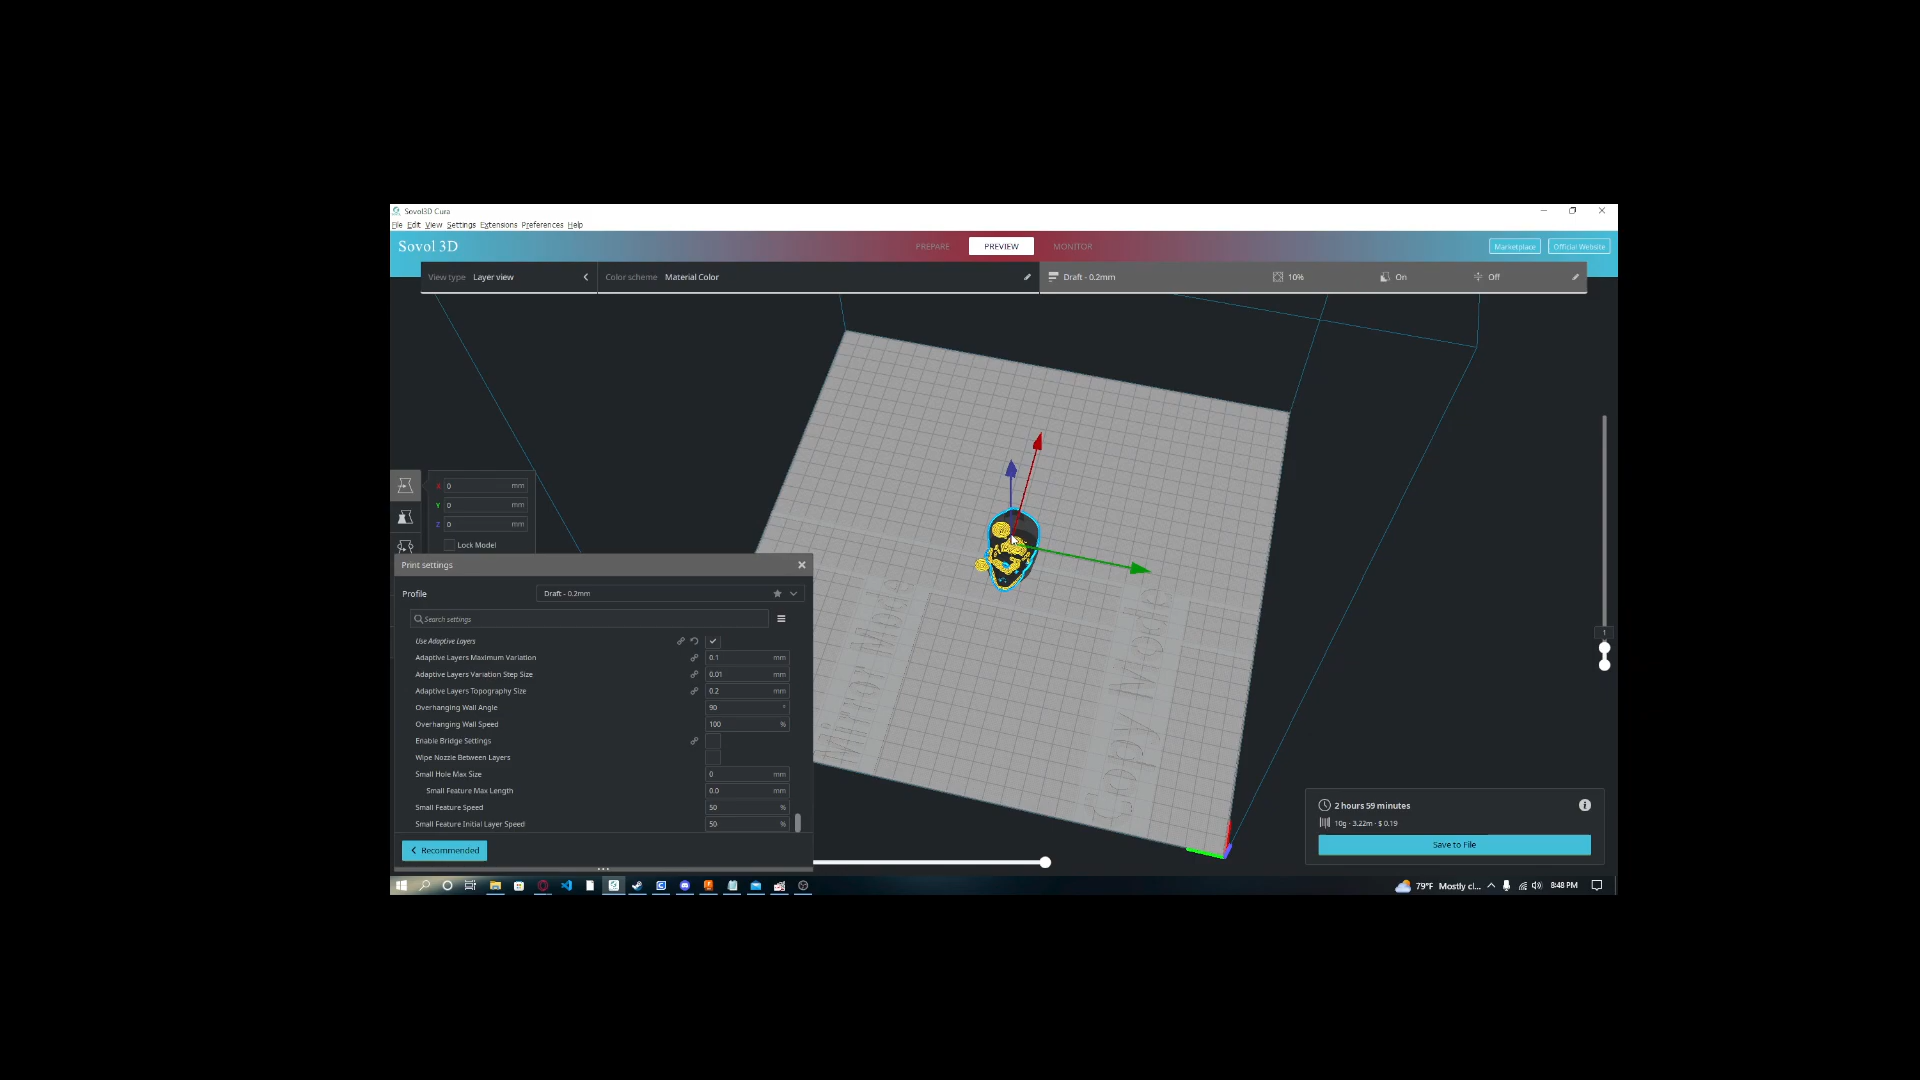 Sovol3D Cura
File Edit View Settings Extensions Preferences Help
Sovol 3D
PREPARE PREVIEW MONITOR
Marketplace Official Website
View type Layer view
Color scheme Material Color
Draft - 0.2mm 10% On Off
X 0 mm
Y 0 mm
Z 0 mm
Lock Model
Print settings
Profile Draft - 0.2mm
Search settings
Use Adaptive Layers
Adaptive Layers Maximum Variation 0.1 mm
Adaptive Layers Variation Step Size 0.01 mm
Adaptive Layers Topography Size 0.2 mm
Overhanging Wall Angle 90 °
Overhanging Wall Speed 100 %
Enable Bridge Settings
Wipe Nozzle Between Layers
Small Hole Max Size 0 mm
Small Feature Max Length 0.0 mm
Small Feature Speed 50 %
Small Feature Initial Layer Speed 50 %
Recommended
Mirror Mode
Copy Mode
1
2 hours 59 minutes
10g · 3.22m · $ 0.19
Save to File
79°F Mostly cl... 8:48 PM